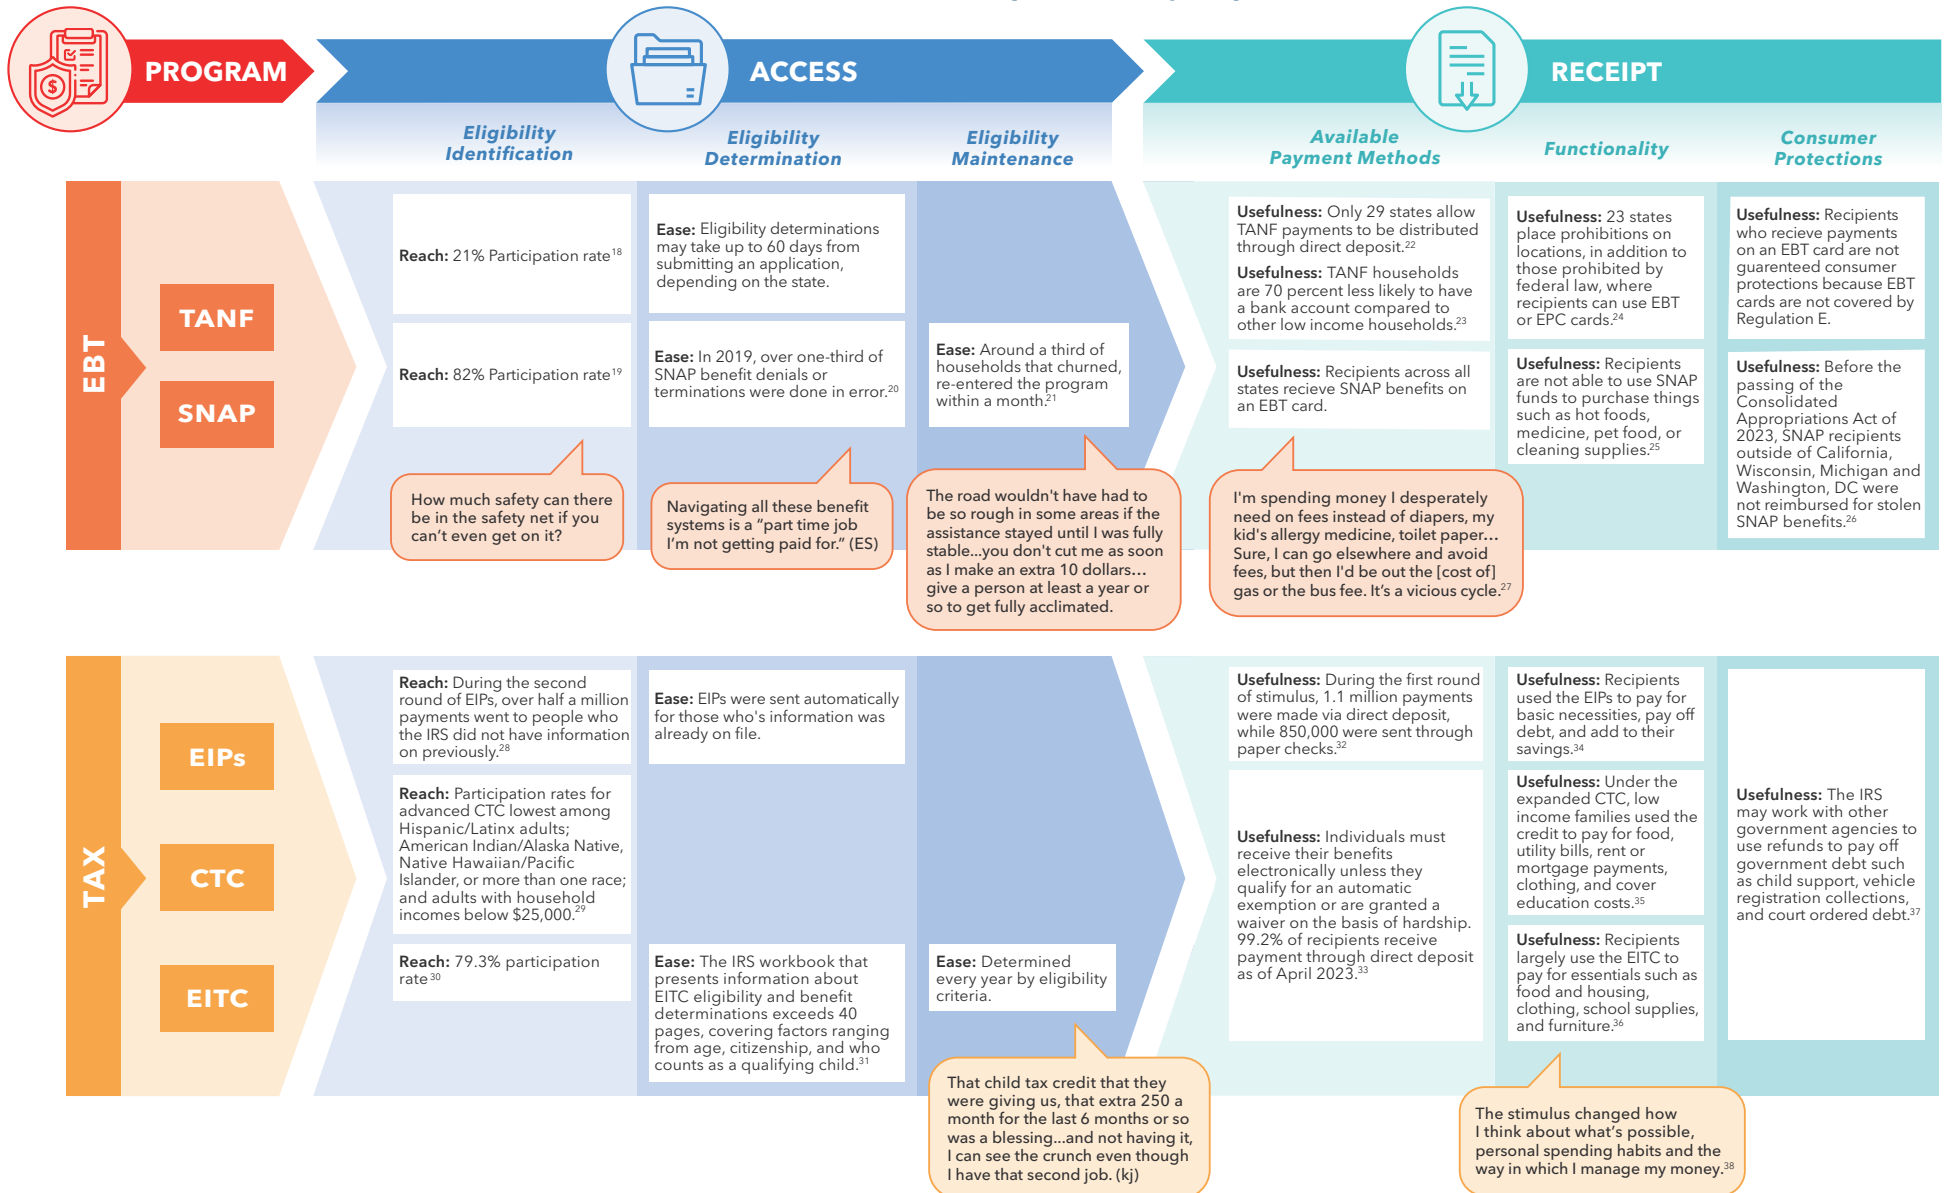 PROGRAM
ACCESS
RECEIPT
Eligibility
Identification
Eligibility
Determination
Eligibility
Maintenance
Available
Payment Methods
Functionality
Consumer
Protections
EBT
TANF
SNAP
Reach: 21% Participation rate18
Reach: 82% Participation rate19
How much safety can there
be in the safety net if you
can't even get on it?
Ease: Eligibility determinations
may take up to 60 days from
submitting an application,
depending on the state.
Ease: In 2019, over one-third of
SNAP benefit denials or
terminations were done in error.20
Navigating all these benefit
systems is a "part time job
I'm not getting paid for." (ES)
Ease: Around a third of
households that churned,
re-entered the program
within a month.21
The road wouldn't have had to
be so rough in some areas if the
assistance stayed until I was fully
stable...you don't cut me as soon
as I make an extra 10 dollars...
give a person at least a year or
so to get fully acclimated.
Usefulness: Only 29 states allow
TANF payments to be distributed
through direct deposit.22
Usefulness: TANF households
are 70 percent less likely to have
a bank account compared to
other low income households.23
Usefulness: Recipients across all
states recieve SNAP benefits on
an EBT card.
I'm spending money I desperately
need on fees instead of diapers, my
kid's allergy medicine, toilet paper...
Sure, I can go elsewhere and avoid
fees, but then I'd be out the [cost of]
gas or the bus fee. It's a vicious cycle.27
Usefulness: 23 states
place prohibitions on
locations, in addition to
those prohibited by
federal law, where
recipients can use EBT
or EPC cards.24
Usefulness: Recipients
are not able to use SNAP
funds to purchase things
such as hot foods,
medicine, pet food, or
cleaning supplies.25
Usefulness: Recipients
who recieve payments
on an EBT card are not
guarenteed consumer
protections because EBT
cards are not covered by
Regulation E.
Usefulness: Before the
passing of the
Consolidated
Appropriations Act of
2023, SNAP recipients
outside of California,
Wisconsin, Michigan and
Washington, DC were
not reimbursed for stolen
SNAP benefits.26
TAX
EIPs
CTC
EITC
Reach: During the second
round of EIPs, over half a million
payments went to people who
the IRS did not have information
on previously.28
Reach: Participation rates for
advanced CTC lowest among
Hispanic/Latinx adults;
American Indian/Alaska Native,
Native Hawaiian/Pacific
Islander, or more than one race;
and adults with household
incomes below $25,000.29
Reach: 79.3% participation
rate30
Ease: EIPs were sent automatically
for those who's information was
already on file.
Ease: The IRS workbook that
presents information about
EITC eligibility and benefit
determinations exceeds 40
pages, covering factors ranging
from age, citizenship, and who
counts as a qualifying child.31
Ease: Determined
every year by eligibility
criteria.
That child tax credit that they
were giving us, that extra 250 a
month for the last 6 months or so
was a blessing...and not having it,
I can see the crunch even though
I have that second job. (kj)
Usefulness: During the first round
of stimulus, 1.1 million payments
were made via direct deposit,
while 850,000 were sent through
paper checks.32
Usefulness: Individuals must
receive their benefits
electronically unless they
qualify for an automatic
exemption or are granted a
waiver on the basis of hardship.
99.2% of recipients receive
payment through direct deposit
as of April 2023.33
Usefulness: Recipients
used the EIPs to pay for
basic necessities, pay off
debt, and add to their
savings.34
Usefulness: Under the
expanded CTC, low
income families used the
credit to pay for food,
utility bills, rent or
mortgage payments,
clothing, and cover
education costs.35
Usefulness: Recipients
largely use the EITC to
pay for essentials such as
food and housing,
clothing, school supplies,
and furniture.36
The stimulus changed how
I think about what's possible,
personal spending habits and the
way in which I manage my money.38
Usefulness: The IRS
may work with other
government agencies to
use refunds to pay off
government debt such
as child support, vehicle
registration collections,
and court ordered debt.37